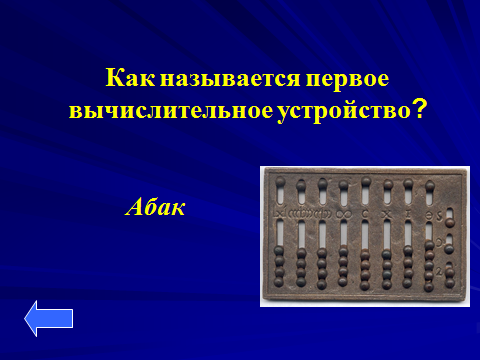 Как называется первое
вычислительное устройство?
Абак